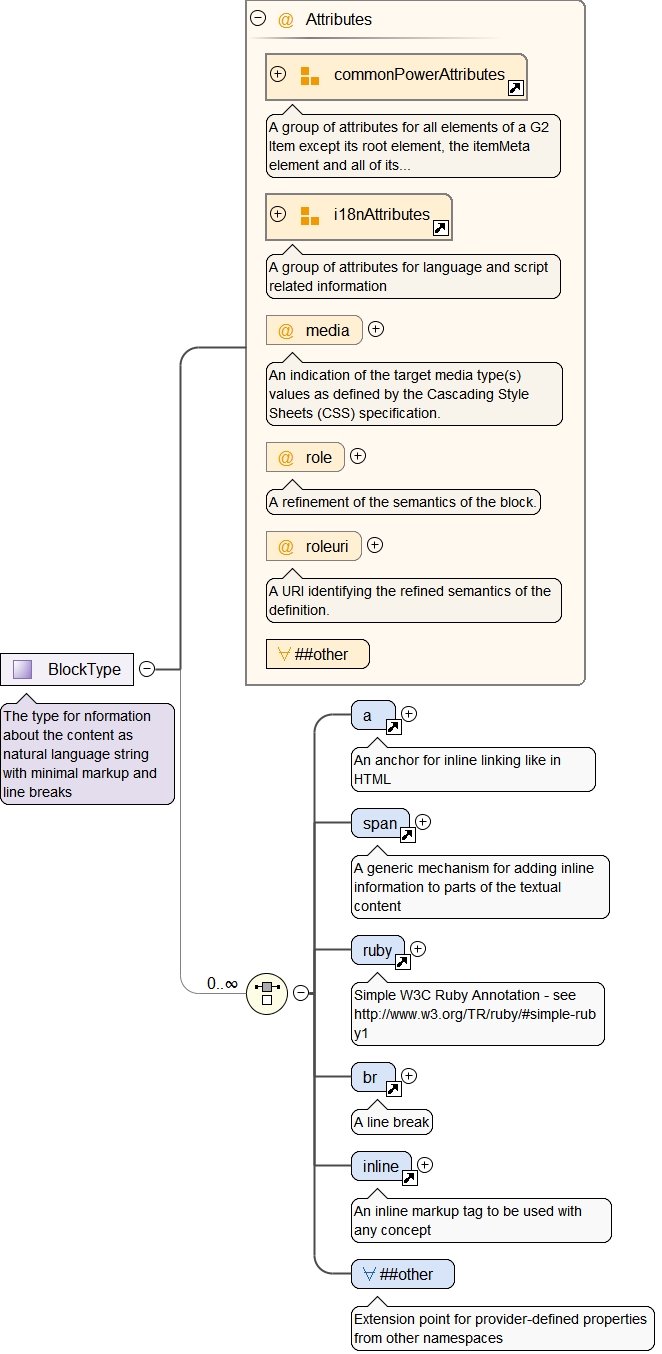 @ Attributes
commonPowerAttributes
A group of attributes for all elements of a G2
Item except its root element, the itemMeta
element and all of its...
i18nAttributes
A group of attributes for language and script
related information
@ media
An indication of the target media type(s)
values as defined by the Cascading Style
Sheets (CSS) specification.
@ role
A refinement of the semantics of the block.
@ roleuri
A URI identifying the refined semantics of the
definition.
∀ ##other
BlockType
The type for nformation
about the content as
natural language string
with minimal markup and
line breaks
0..∞
a
An anchor for inline linking like in
HTML
span
A generic mechanism for adding inline
information to parts of the textual
content
ruby
Simple W3C Ruby Annotation - see
http://www.w3.org/TR/ruby/#simple-rub
y1
br
A line break
inline
An inline markup tag to be used with
any concept
∀ ##other
Extension point for provider-defined properties
from other namespaces